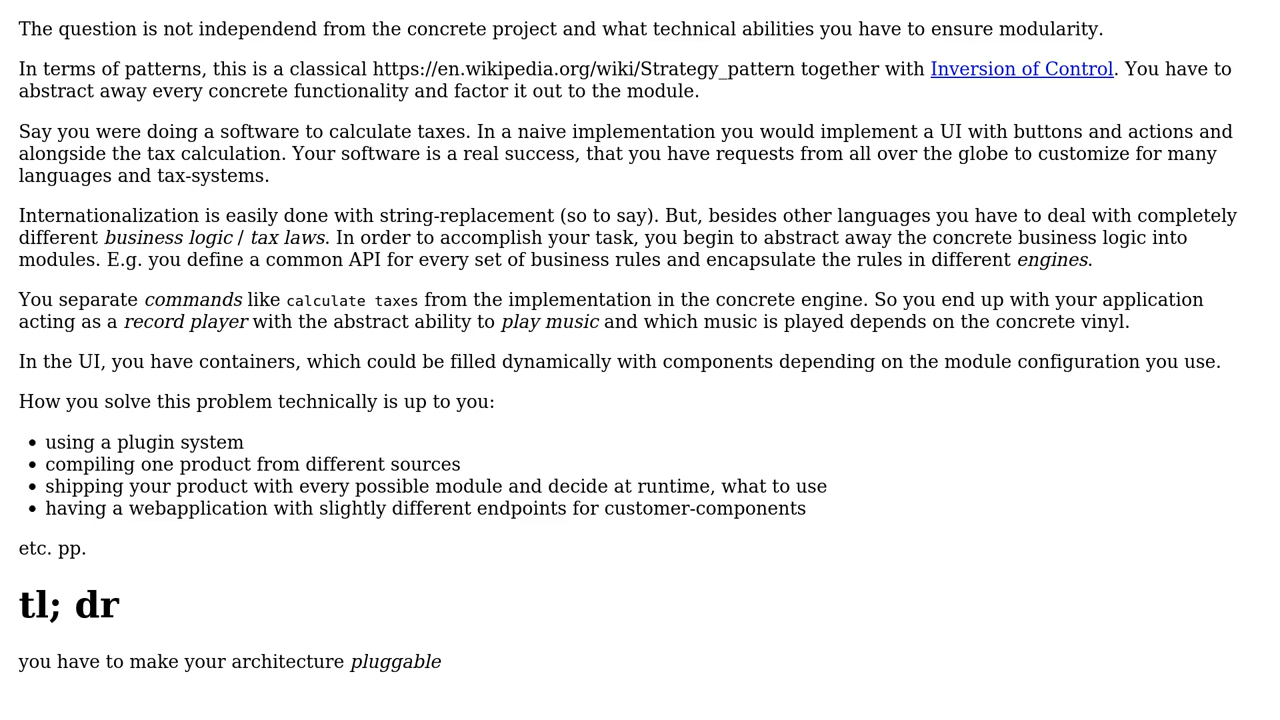 The question is not independend from the concrete project and what technical abilities you have to ensure modularity.
In terms of patterns, this is a classical https://en.wikipedia.org/wiki/Strategy_pattern together with Inversion of Control. You have to
abstract away every concrete functionality and factor it out to the module.
Say you were doing a software to calculate taxes. In a naive implementation you would implement a UI with buttons and actions and
alongside the tax calculation. Your software is a real success, that you have requests from all over the globe to customize for many
languages and tax-systems.
Internationalization is easily done with string-replacement (so to say). But, besides other languages you have to deal with completely
different business logic / tax laws. In order to accomplish your task, you begin to abstract away the concrete business logic into
modules. E.g. you define a common API for every set of business rules and encapsulate the rules in different engines.
You separate commands like calculate taxes from the implementation in the concrete engine. So you end up with your application
acting as a record player with the abstract ability to play music and which music is played depends on the concrete vinyl.
In the UI, you have containers, which could be filled dynamically with components depending on the module configuration you use.
How you solve this problem technically is up to you:
• using a plugin system
• compiling one product from different sources
• shipping your product with every possible module and decide at runtime, what to use
• having a webapplication with slightly different endpoints for customer-components
etc. pp.
tl; dr
you have to make your architecture pluggable